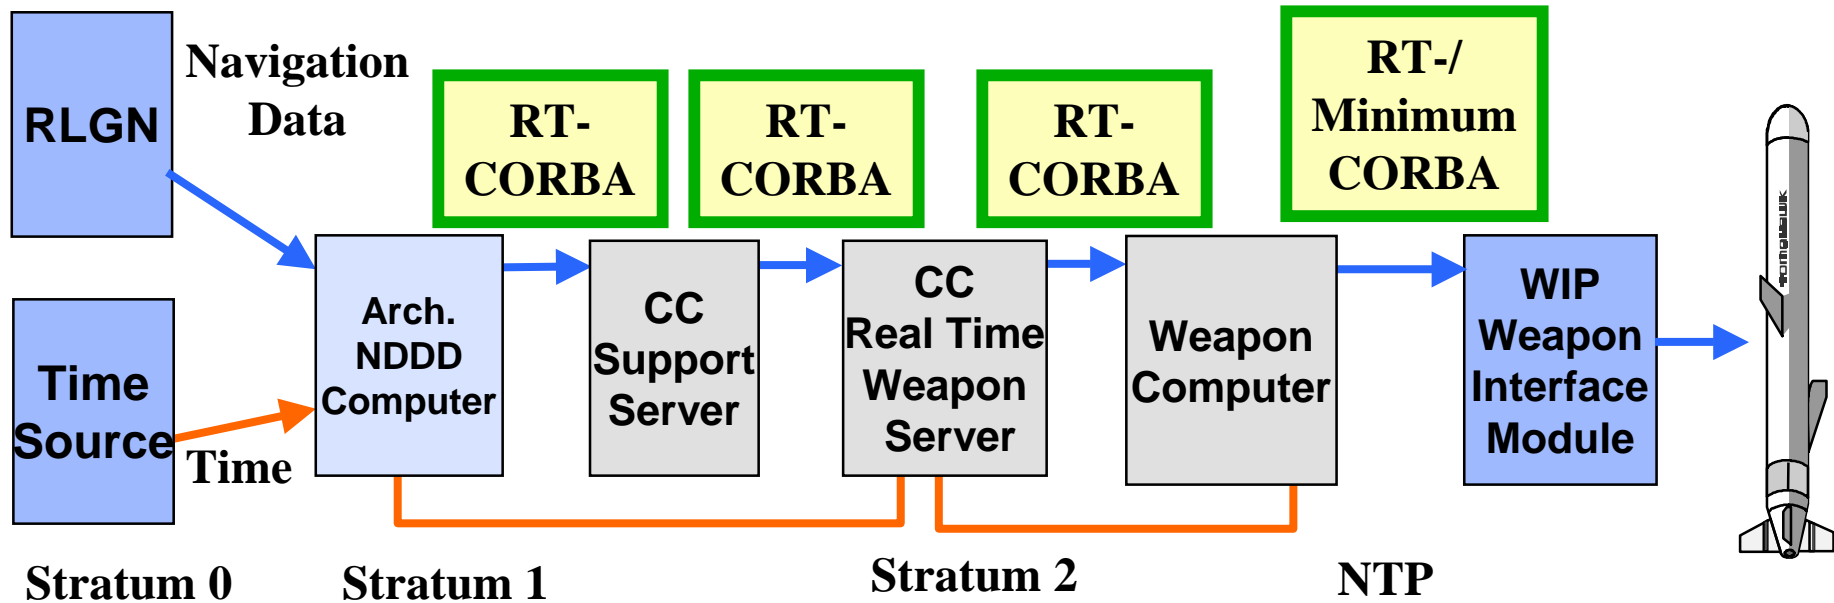 RLGN
Navigation
Data
RT-
CORBA
RT-
CORBA
RT-
CORBA
RT-/
Minimum
CORBA
Time
Source
Time
Arch.
NDDD
Computer
CC
Support
Server
CC
Real Time
Weapon
Server
Weapon
Computer
WIP
Weapon
Interface
Module
Stratum 0
Stratum 1
Stratum 2
NTP